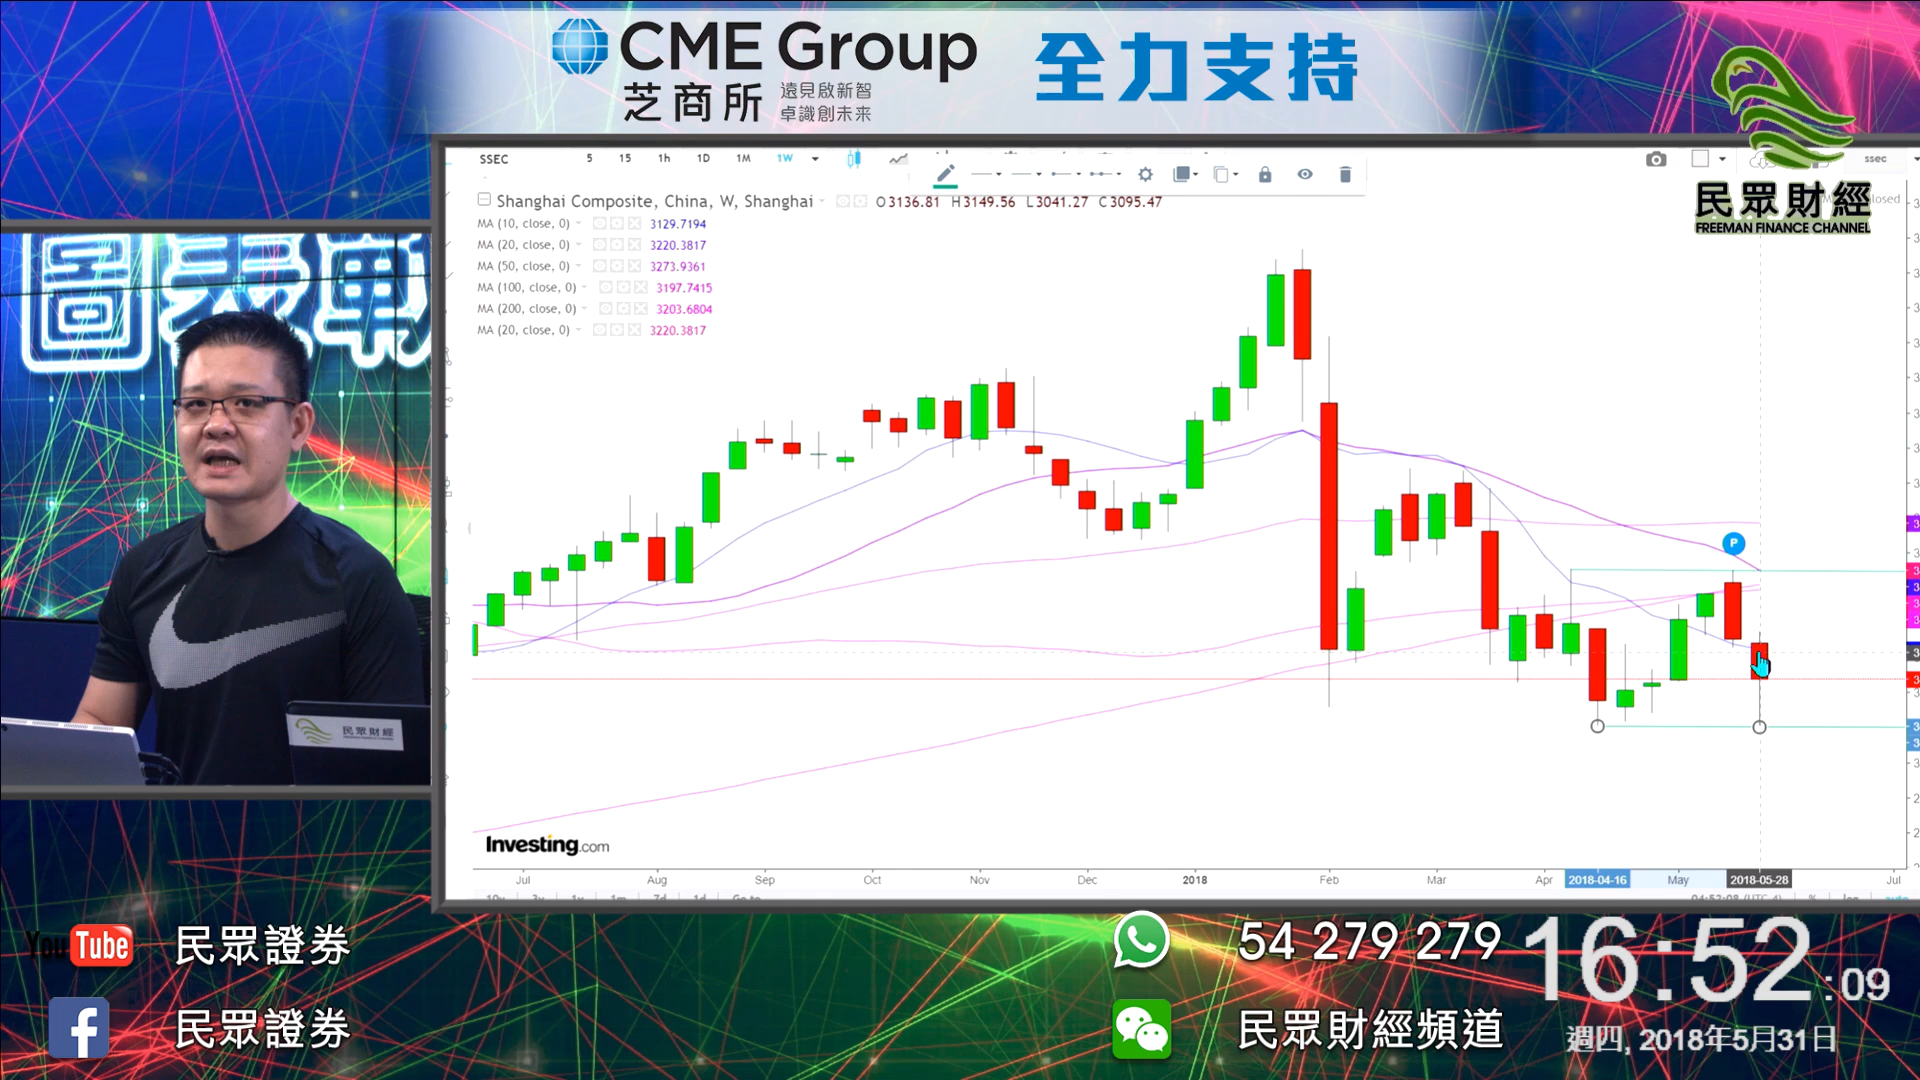 CME Group
芝商所
遠見啟新智
卓識創未来
全力支持
民眾財經
FREEMAN FINANCE CHANNEL
SSEC
5 15 1h 1D 1M 1W
ssec
Shanghai Composite, China, W, Shanghai O3136.81 H3149.56 L3041.27 C3095.47
MA (10, close, 0) 3129.7194
MA (20, close, 0) 3220.3817
MA (50, close, 0) 3273.9361
MA (100, close, 0) 3197.7415
MA (200, close, 0) 3203.6804
MA (20, close, 0) 3220.3817
P
Investing.com
Jul Aug Sep Oct Nov Dec 2018 Feb Mar Apr 2018-04-16 May 2018-05-28 Jul
民眾財經
YouTube 民眾證券
民眾證券
54 279 279
民眾財經頻道
16:52:09
週四, 2018年5月31日